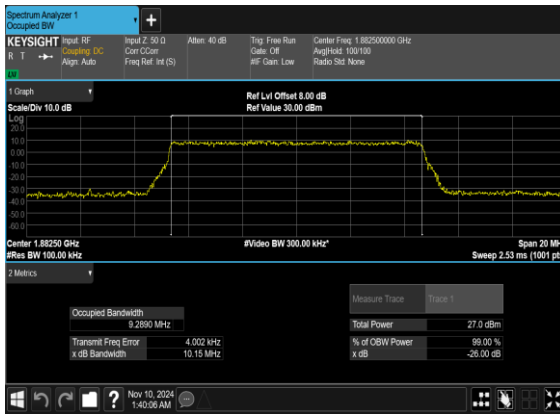 Spectrum Analyzer 1
Occupied BW
KEYSIGHT
R T
LXI
Input: RF
Coupling: DC
Align: Auto
Input Z: 50 Ω
Corr CCorr
Freq Ref: Int (S)
Atten: 40 dB
Trig: Free Run
Gate: Off
#IF Gain: Low
Center Freq: 1.882500000 GHz
Avg|Hold: 100/100
Radio Std: None
1 Graph
Scale/Div 10.0 dB
Ref Lvl Offset 8.00 dB
Ref Value 30.00 dBm
Log
20.0
10.0
0.00
-10.0
-20.0
-30.0
-40.0
-50.0
-60.0
Center 1.88250 GHz
#Res BW 100.00 kHz
#Video BW 300.00 kHz*
Span 20 MH
Sweep 2.53 ms (1001 pt
2 Metrics
Measure Trace
Trace 1
Occupied Bandwidth
9.2890 MHz
Total Power
27.0 dBm
Transmit Freq Error
4.002 kHz
% of OBW Power
99.00 %
x dB Bandwidth
10.15 MHz
x dB
-26.00 dB
Nov 10, 2024
1:40:06 AM